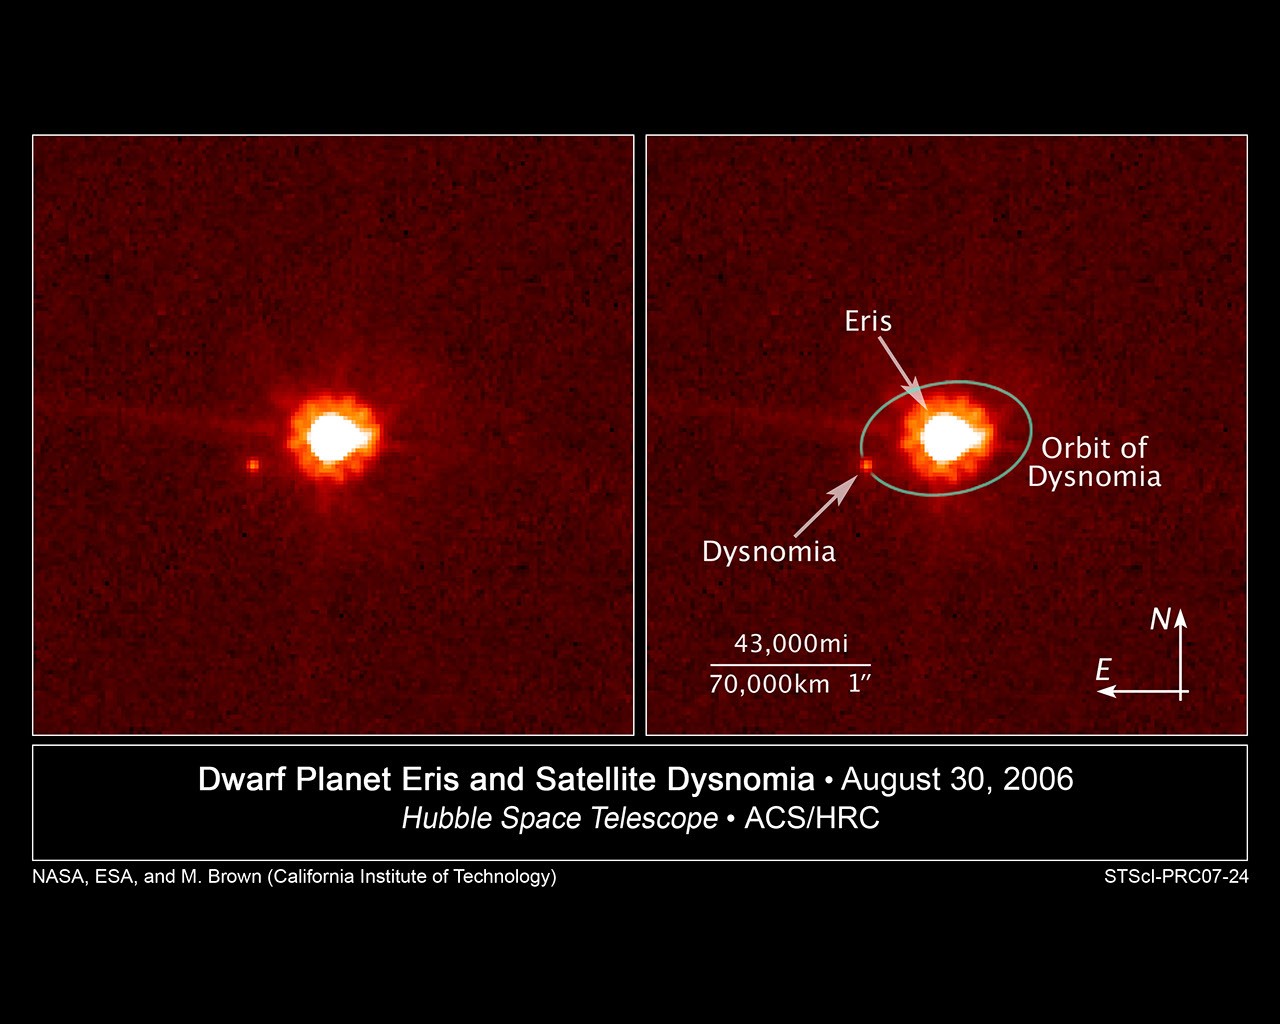 Eris
Orbit of
Dysnomia
Dysnomia
43,000mi
70,000km 1″
N
E
Dwarf Planet Eris and Satellite Dysnomia • August 30, 2006
Hubble Space Telescope • ACS/HRC
NASA, ESA, and M. Brown (California Institute of Technology)
STScI-PRC07-24